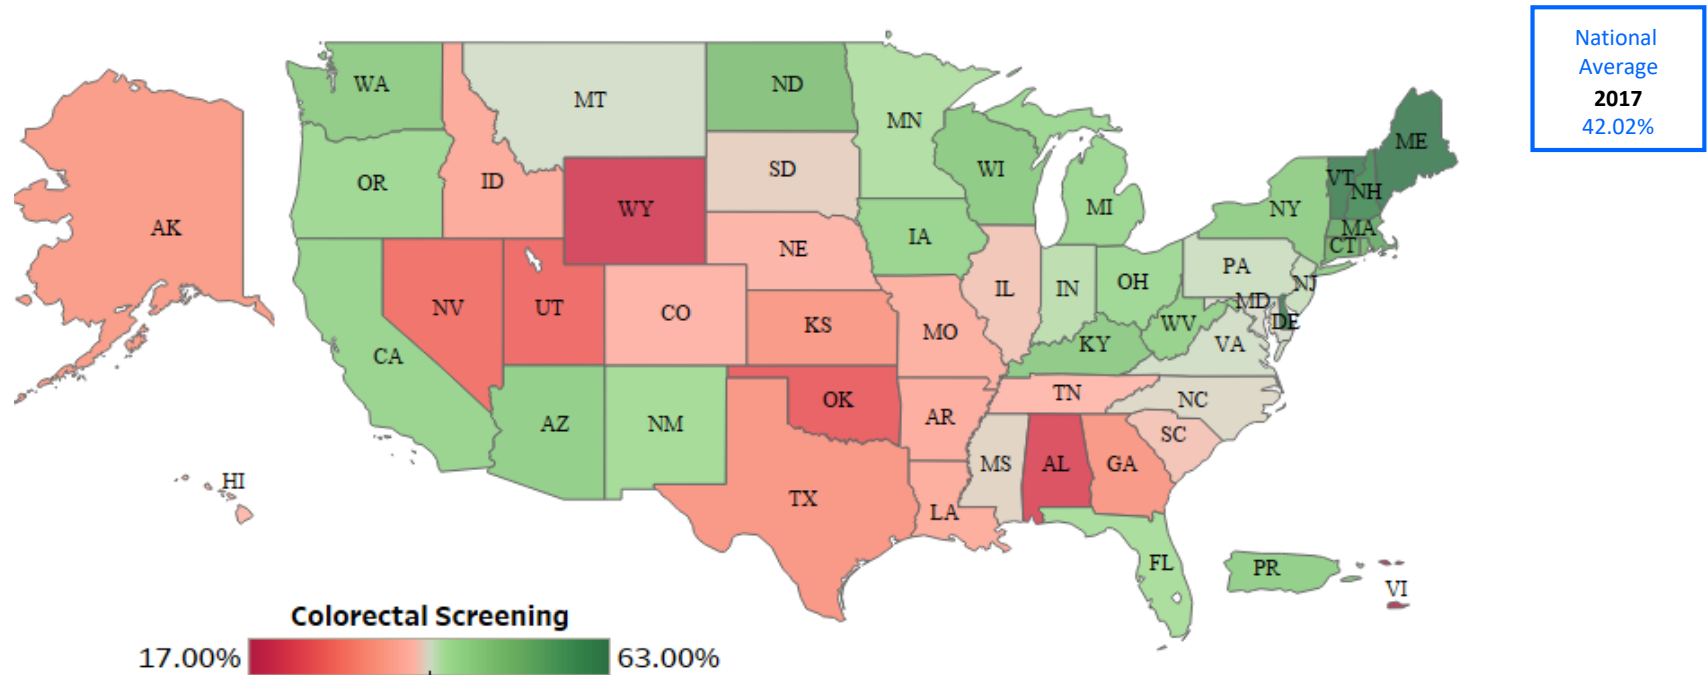 National
Average
2017
42.02%
WA
MT
ND
MN
ME
OR
ID
SD
WI
VT
NH
WY
MI
NY
AK
MA
IA
CT
NE
PA
OH
NJ
IL
IN
NV
UT
CO
KS
MD
MO
WV
DE
CA
KY
VA
TN
NC
OK
AR
AZ
NM
SC
MS
AL
GA
HI
TX
LA
FL
PR
VI
Colorectal Screening
17.00%
63.00%